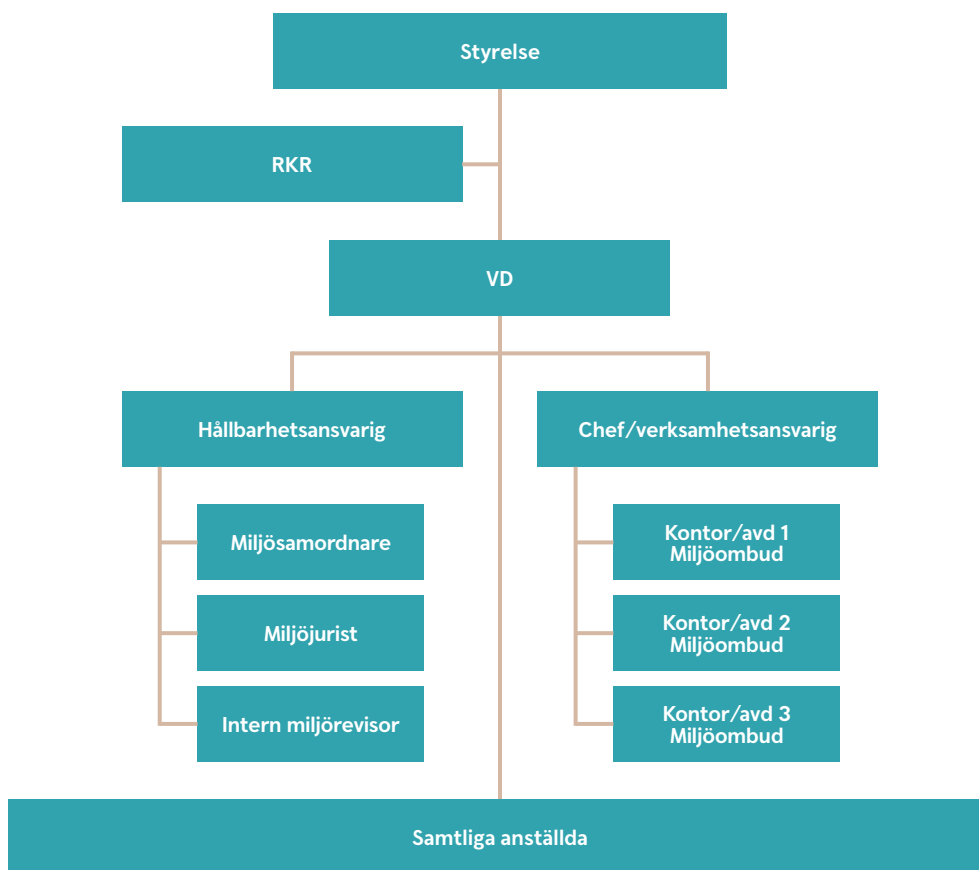 Styrelse
RKR
VD
Hållbarhetsansvarig
Chef/verksamhetsansvarig
Miljösamordnare
Miljöjurist
Intern miljörevisor
Kontor/avd 1
Miljöombud
Kontor/avd 2
Miljöombud
Kontor/avd 3
Miljöombud
Samtliga anställda